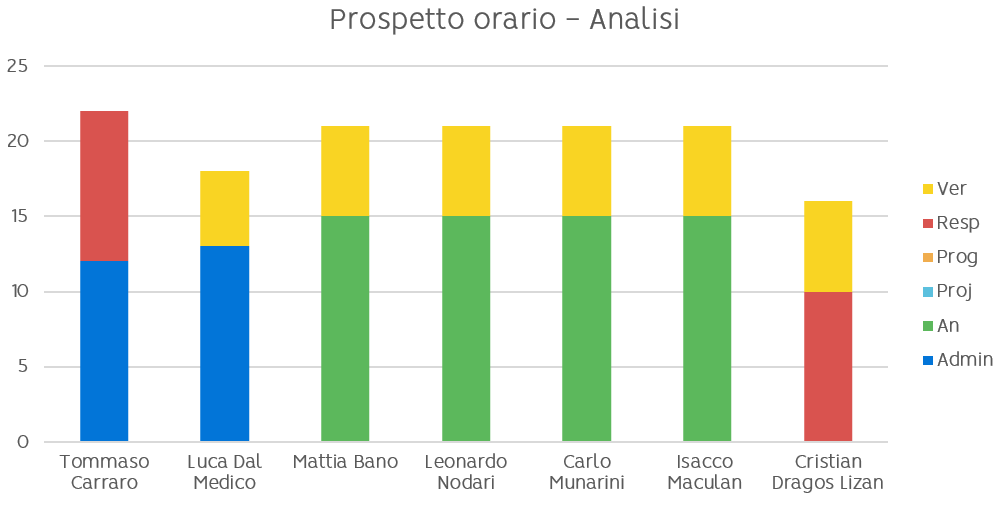 Prospetto orario – Analisi
25
20
15
10
5
0
Tommaso
Carraro
Luca Dal
Medico
Mattia Bano
Leonardo
Nodari
Carlo
Munarini
Isacco
Maculan
Cristian
Dragos Lizan
Ver
Resp
Prog
Proj
An
Admin